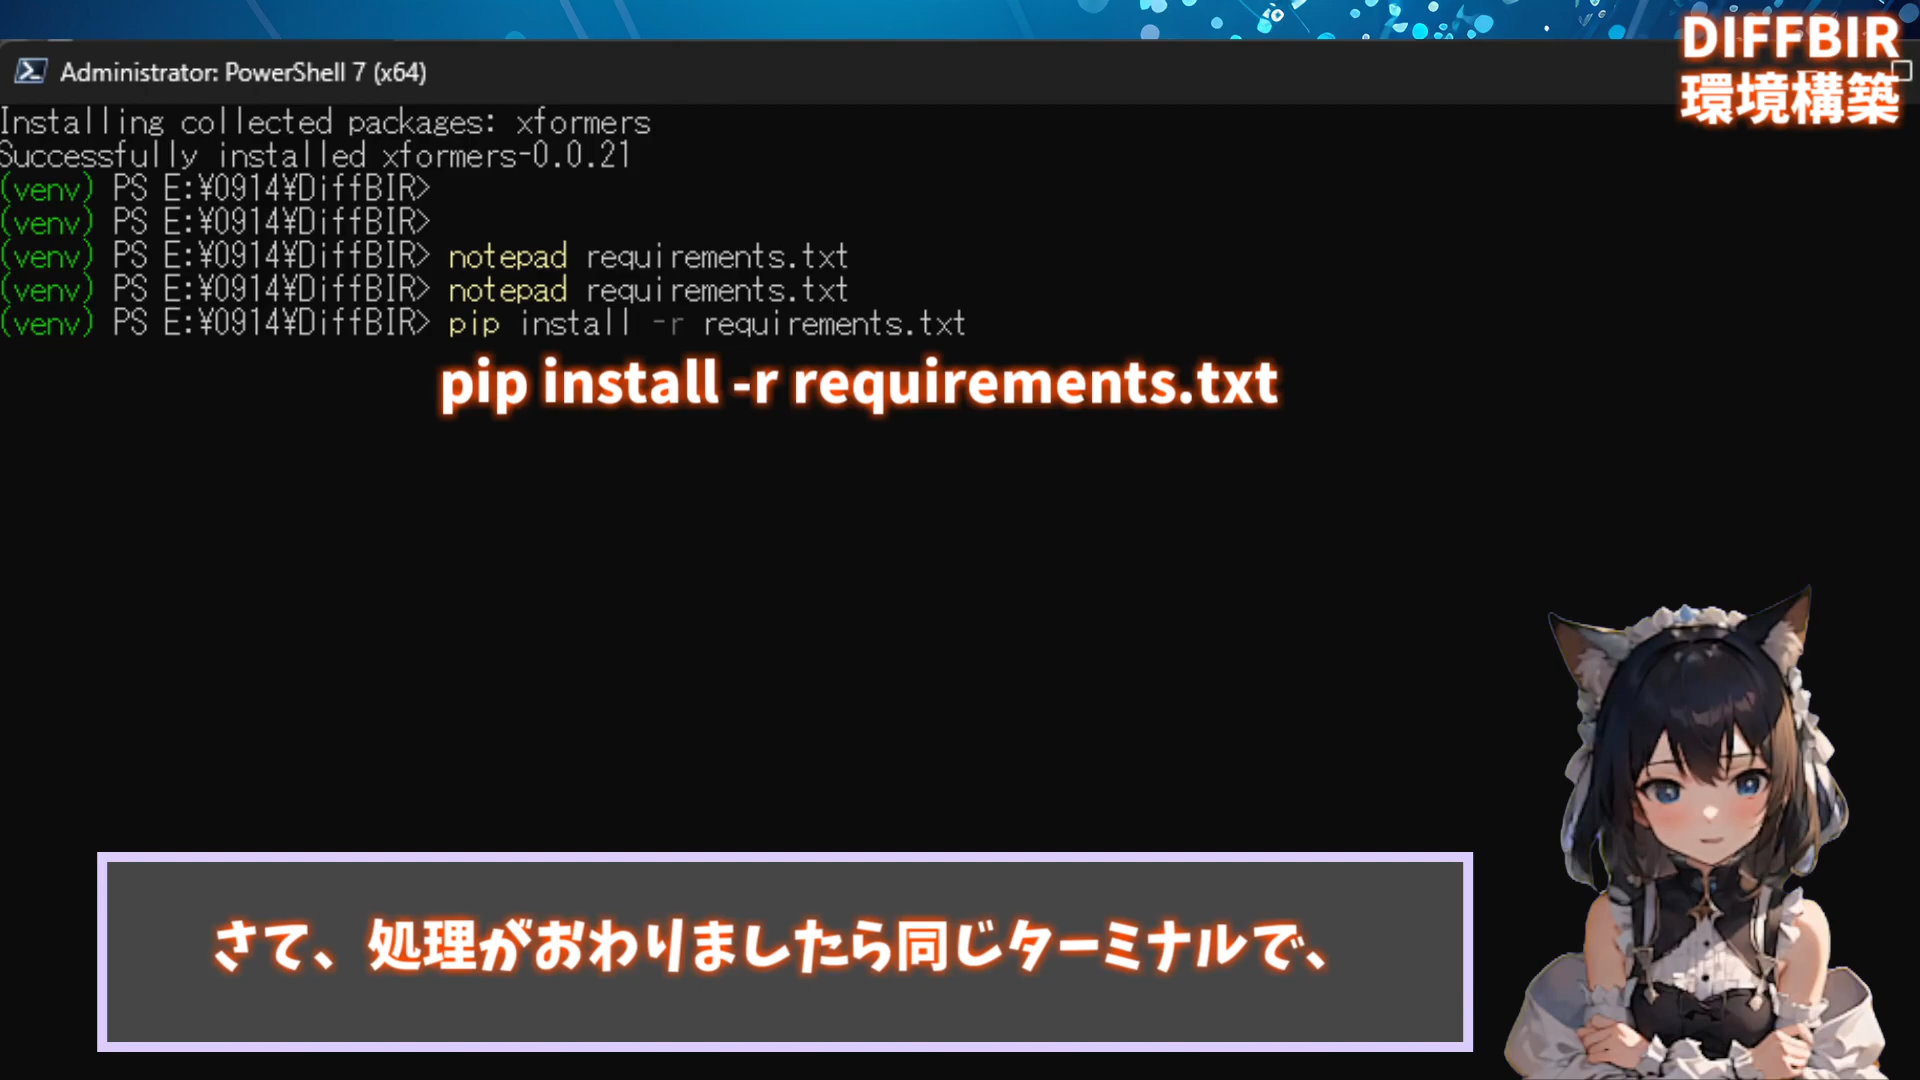 DIFFBIR
環境構築
Administrator: PowerShell 7 (x64)
Installing collected packages: xformers
Successfully installed xformers-0.0.21
(venv) PS E:¥0914¥DiffBIR>
(venv) PS E:¥0914¥DiffBIR>
(venv) PS E:¥0914¥DiffBIR> notepad requirements.txt
(venv) PS E:¥0914¥DiffBIR> notepad requirements.txt
(venv) PS E:¥0914¥DiffBIR> pip install -r requirements.txt
pip install -r requirements.txt
さて、処理がおわりましたら同じターミナルで、